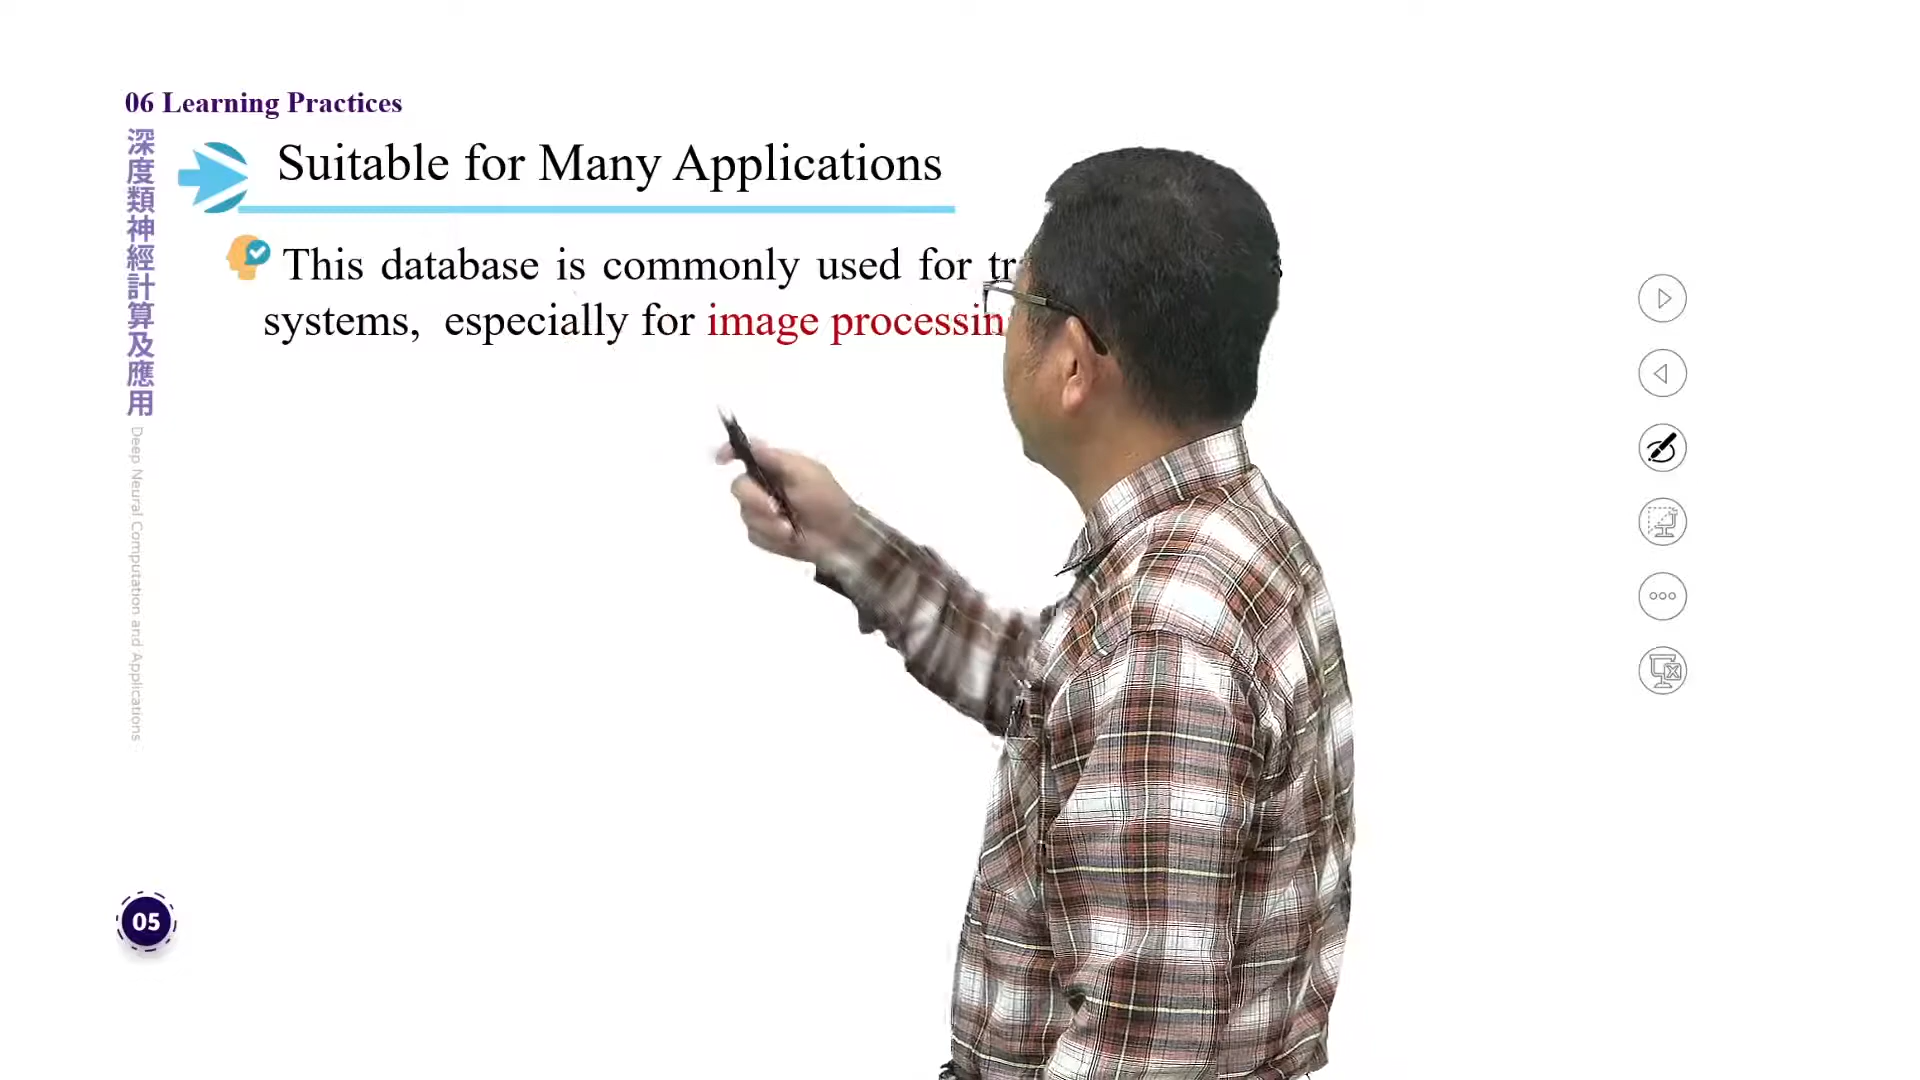 06 Learning Practices
深度類神經計算及應用
Deep Neural Computation and Applications
Suitable for Many Applications
This database is commonly used for
systems, especially for image processin
05